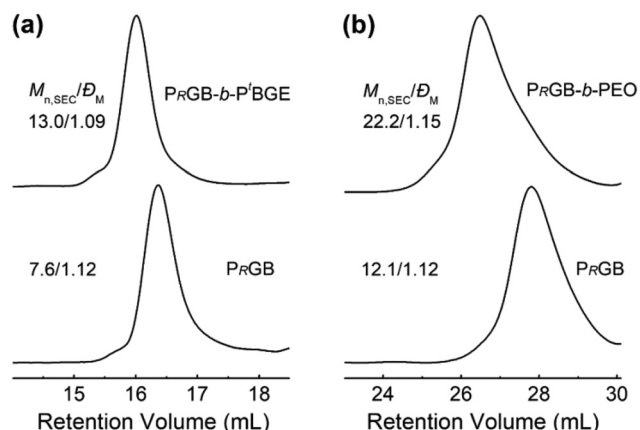 (a)
M n,SEC/ĐM PRGB-b-PᵗBGE
13.0/1.09
7.6/1.12 PRGB
15 16 17 18
Retention Volume (mL)
(b)
M n,SEC/ĐM PRGB-b-PEO
22.2/1.15
12.1/1.12 PRGB
24 26 28 30
Retention Volume (mL)